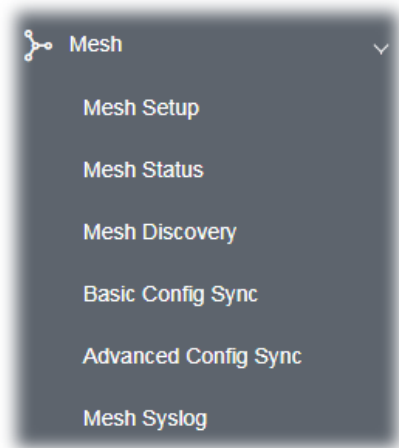 Mesh
Mesh Setup
Mesh Status
Mesh Discovery
Basic Config Sync
Advanced Config Sync
Mesh Syslog